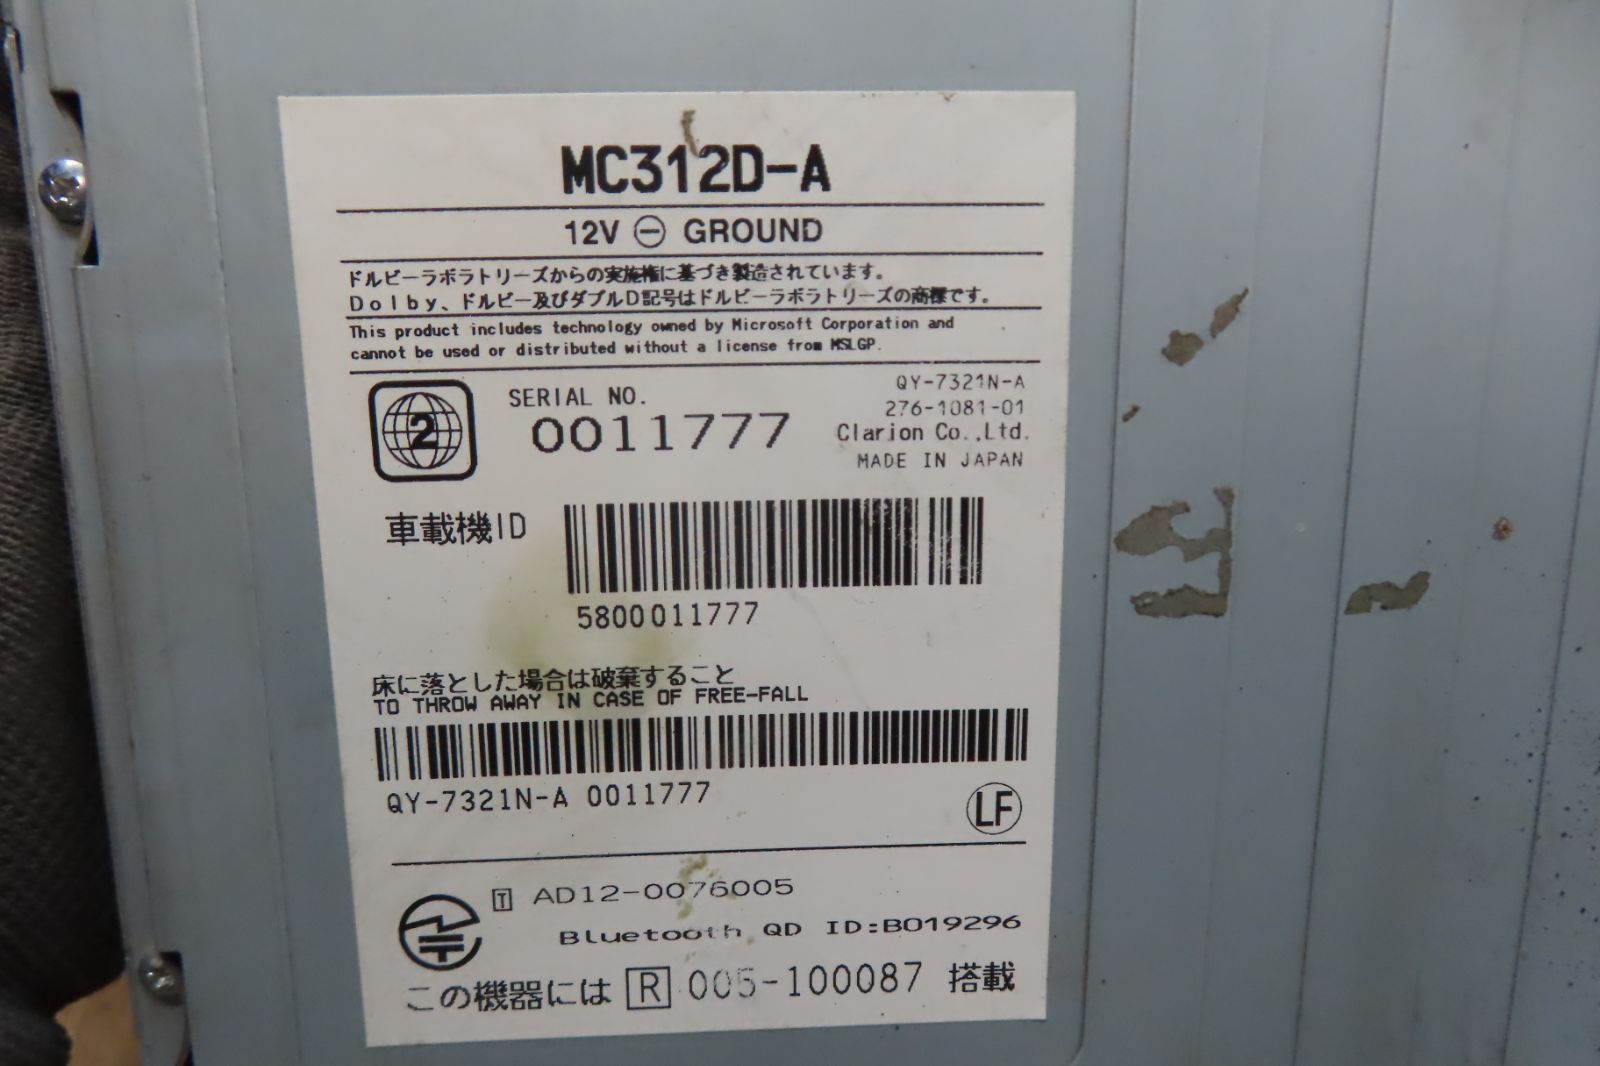 MC312D-A
12V ⊖ GROUND
ドルビーラボラトリーズからの実施権に基づき製造されています。
Dolby、ドルビー及びダブルD記号はドルビーラボラトリーズの商標です。
This product includes technology owned by Microsoft Corporation and
cannot be used or distributed without a license from MSLGP.
2
SERIAL NO.
0011777
QY-7321N-A
276-1081-01
Clarion Co.,Ltd.
MADE IN JAPAN
車載機ID
5800011777
床に落とした場合は破棄すること
TO THROW AWAY IN CASE OF FREE-FALL
QY-7321N-A 0011777
LF
T AD12-0076005
Bluetooth QD ID:B019296
この機器には R 005-100087 搭載